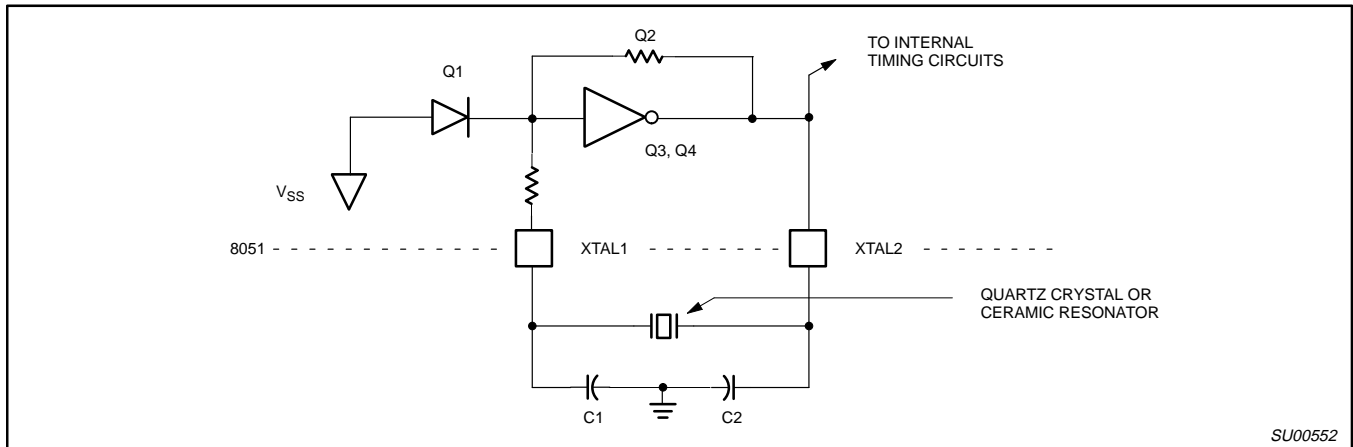 Q2
TO INTERNAL
TIMING CIRCUITS
Q1
Q3, Q4
VSS
8051
XTAL1
XTAL2
QUARTZ CRYSTAL OR
CERAMIC RESONATOR
C1
C2
SU00552